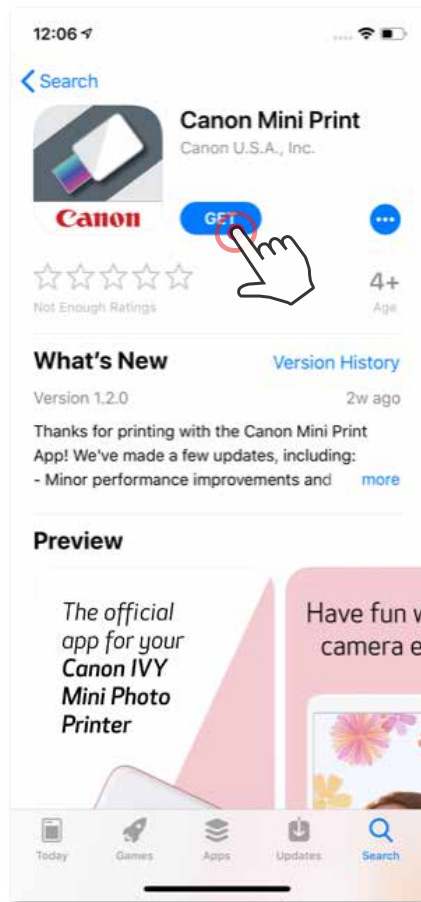 12:06
Search
Canon Mini Print
Canon U.S.A., Inc.
Canon
GET
4+
Not Enough Ratings
Age
What's New
Version History
Version 1.2.0
2w ago
Thanks for printing with the Canon Mini Print
App! We've made a few updates, including:
- Minor performance improvements and
more
Preview
The official
app for your
Canon IVY
Mini Photo
Printer
Have fun w
camera e
Today
Games
Apps
Updates
Search